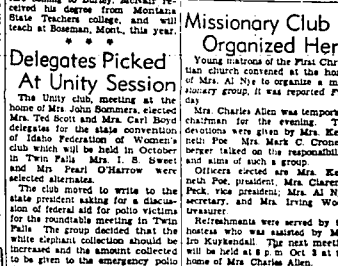 ceived his degree from Montana
State Teachers college, and will
teach at Boseman, Mont., this year.
* * *
Delegates Picked
At Unity Session
The Unity club, meeting at the
home of Mrs. John Bommers, elected
Mrs. Ted Scott and Mrs. Carl Boyd
delegates for the state convention
of Idaho Federation of Women's
club which will be held in October
in Twin Falls. Mrs. I. S. Sweet
and Mrs. Pearl O'Harrow were
selected alternates.
The club moved to write to the
state president asking for a discus-
sion of federal aid for polio victims
for the roundtable meeting in Twin
Falls. The group decided that the
white elephant collection should be
increased and the amount collected
to be given to the emergency polio
Missionary Club
Organized Her
Young matrons of the First Chr
tian church convened at the hom
of Mrs. Al Nye to organize a m
sionary group, it was reported F
day
Mrs. Charles Allen was tempora
chairman for the evening. T
devotions were given by Mrs. Ke
neth Poe. Mrs. Mark C. Crone
berger talked on the responsibili
and aims of such a group.
Officers elected are Mrs. Ke
neth Poe, president, Mrs. Claren
Peck, vice president; Mrs. Al N
secretary, and Mrs. Irving Wo
treasurer.
Refreshments were served by t
hostess who was assisted by M
Iro Kuykendall. The next meeti
will be held at 8 p. m. Oct. 3 at t
home of Mrs. Charles Allen.